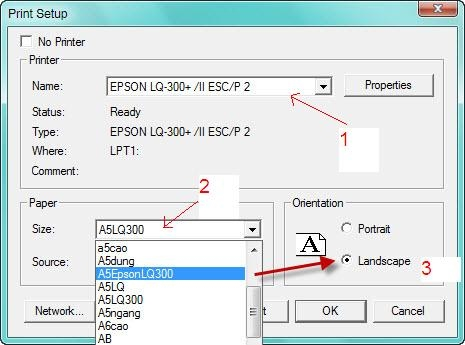 Print Setup
No Printer
Printer
Name:
EPSON LQ-300+ /II ESC/P 2
Properties
Status:
Ready
1
Type:
EPSON LQ-300+ /II ESC/P 2
Where:
LPT1:
Comment:
2
Paper
Orientation
Size:
A5LQ300
Portrait
A
a5cao
A5dung
Source:
A5EpsonLQ300
Landscape
3
A5LQ
A5LQ300
Network...
A5ngang
t
OK
Cancel
A6cao
AB